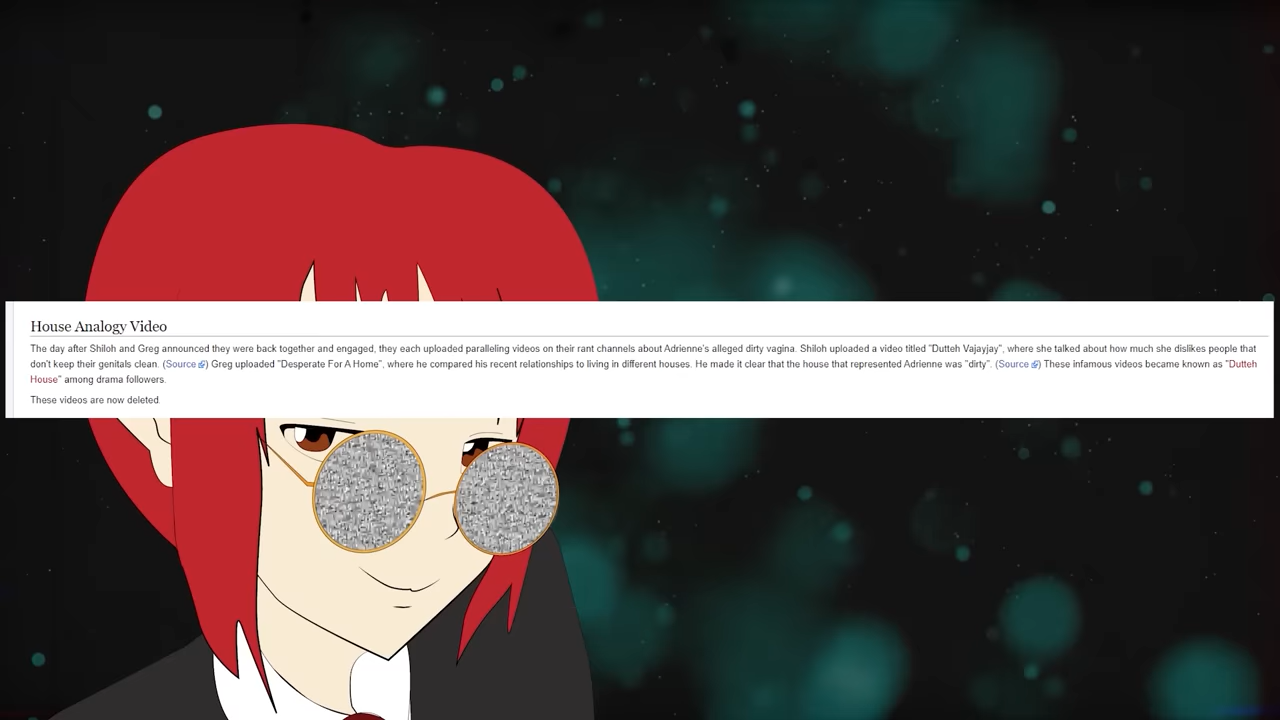 House Analogy Video
The day after Shiloh and Greg announced they were back together and engaged, they each uploaded paralleling videos on their rant channels about Adrienne's alleged dirty vagina. Shiloh uploaded a video titled "Dutteh Vajayjay", where she talked about how much she dislikes people that
don't keep their genitals clean. (Source) Greg uploaded "Desperate For A Home", where he compared his recent relationships to living in different houses. He made it clear that the house that represented Adrienne was "dirty". (Source) These infamous videos became known as "Dutteh
House" among drama followers.
These videos are now deleted.